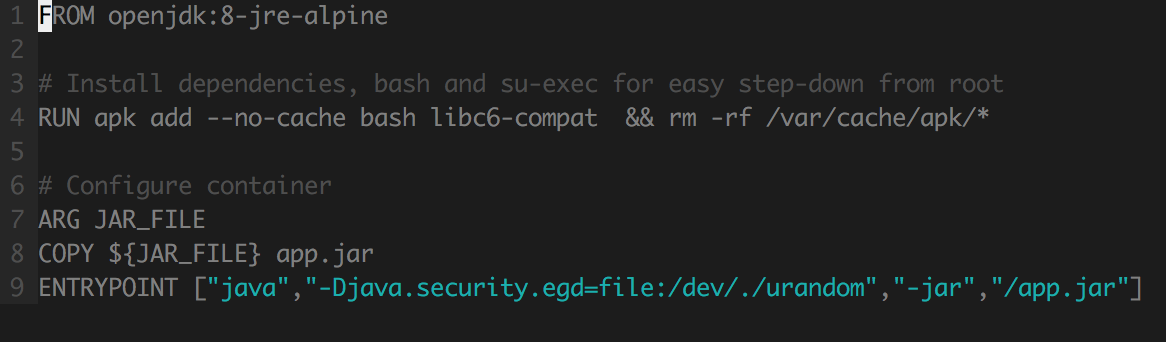 1 FROM openjdk:8-jre-alpine
2
3 # Install dependencies, bash and su-exec for easy step-down from root
4 RUN apk add --no-cache bash libc6-compat  && rm -rf /var/cache/apk/*
5
6 # Configure container
7 ARG JAR_FILE
8 COPY ${JAR_FILE} app.jar
9 ENTRYPOINT ["java","-Djava.security.egd=file:/dev/./urandom","-jar","/app.jar"]